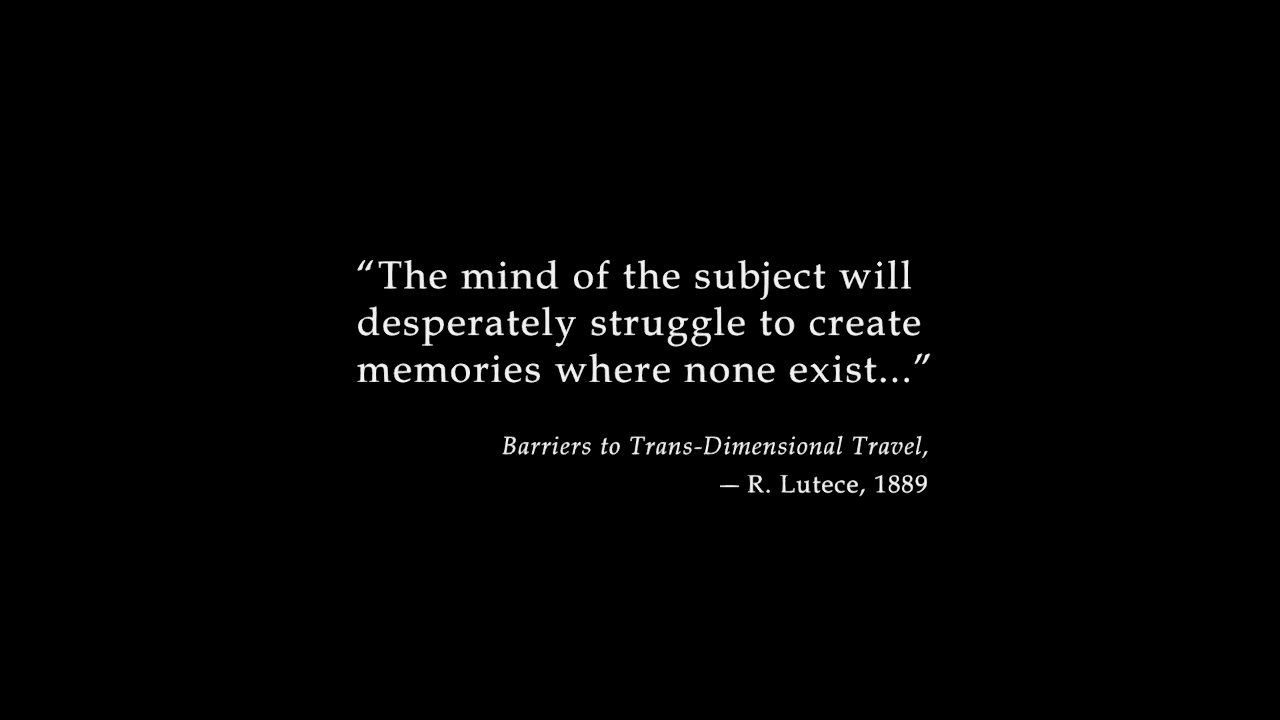 “The mind of the subject will
desperately struggle to create
memories where none exist...”
Barriers to Trans-Dimensional Travel,
— R. Lutece, 1889